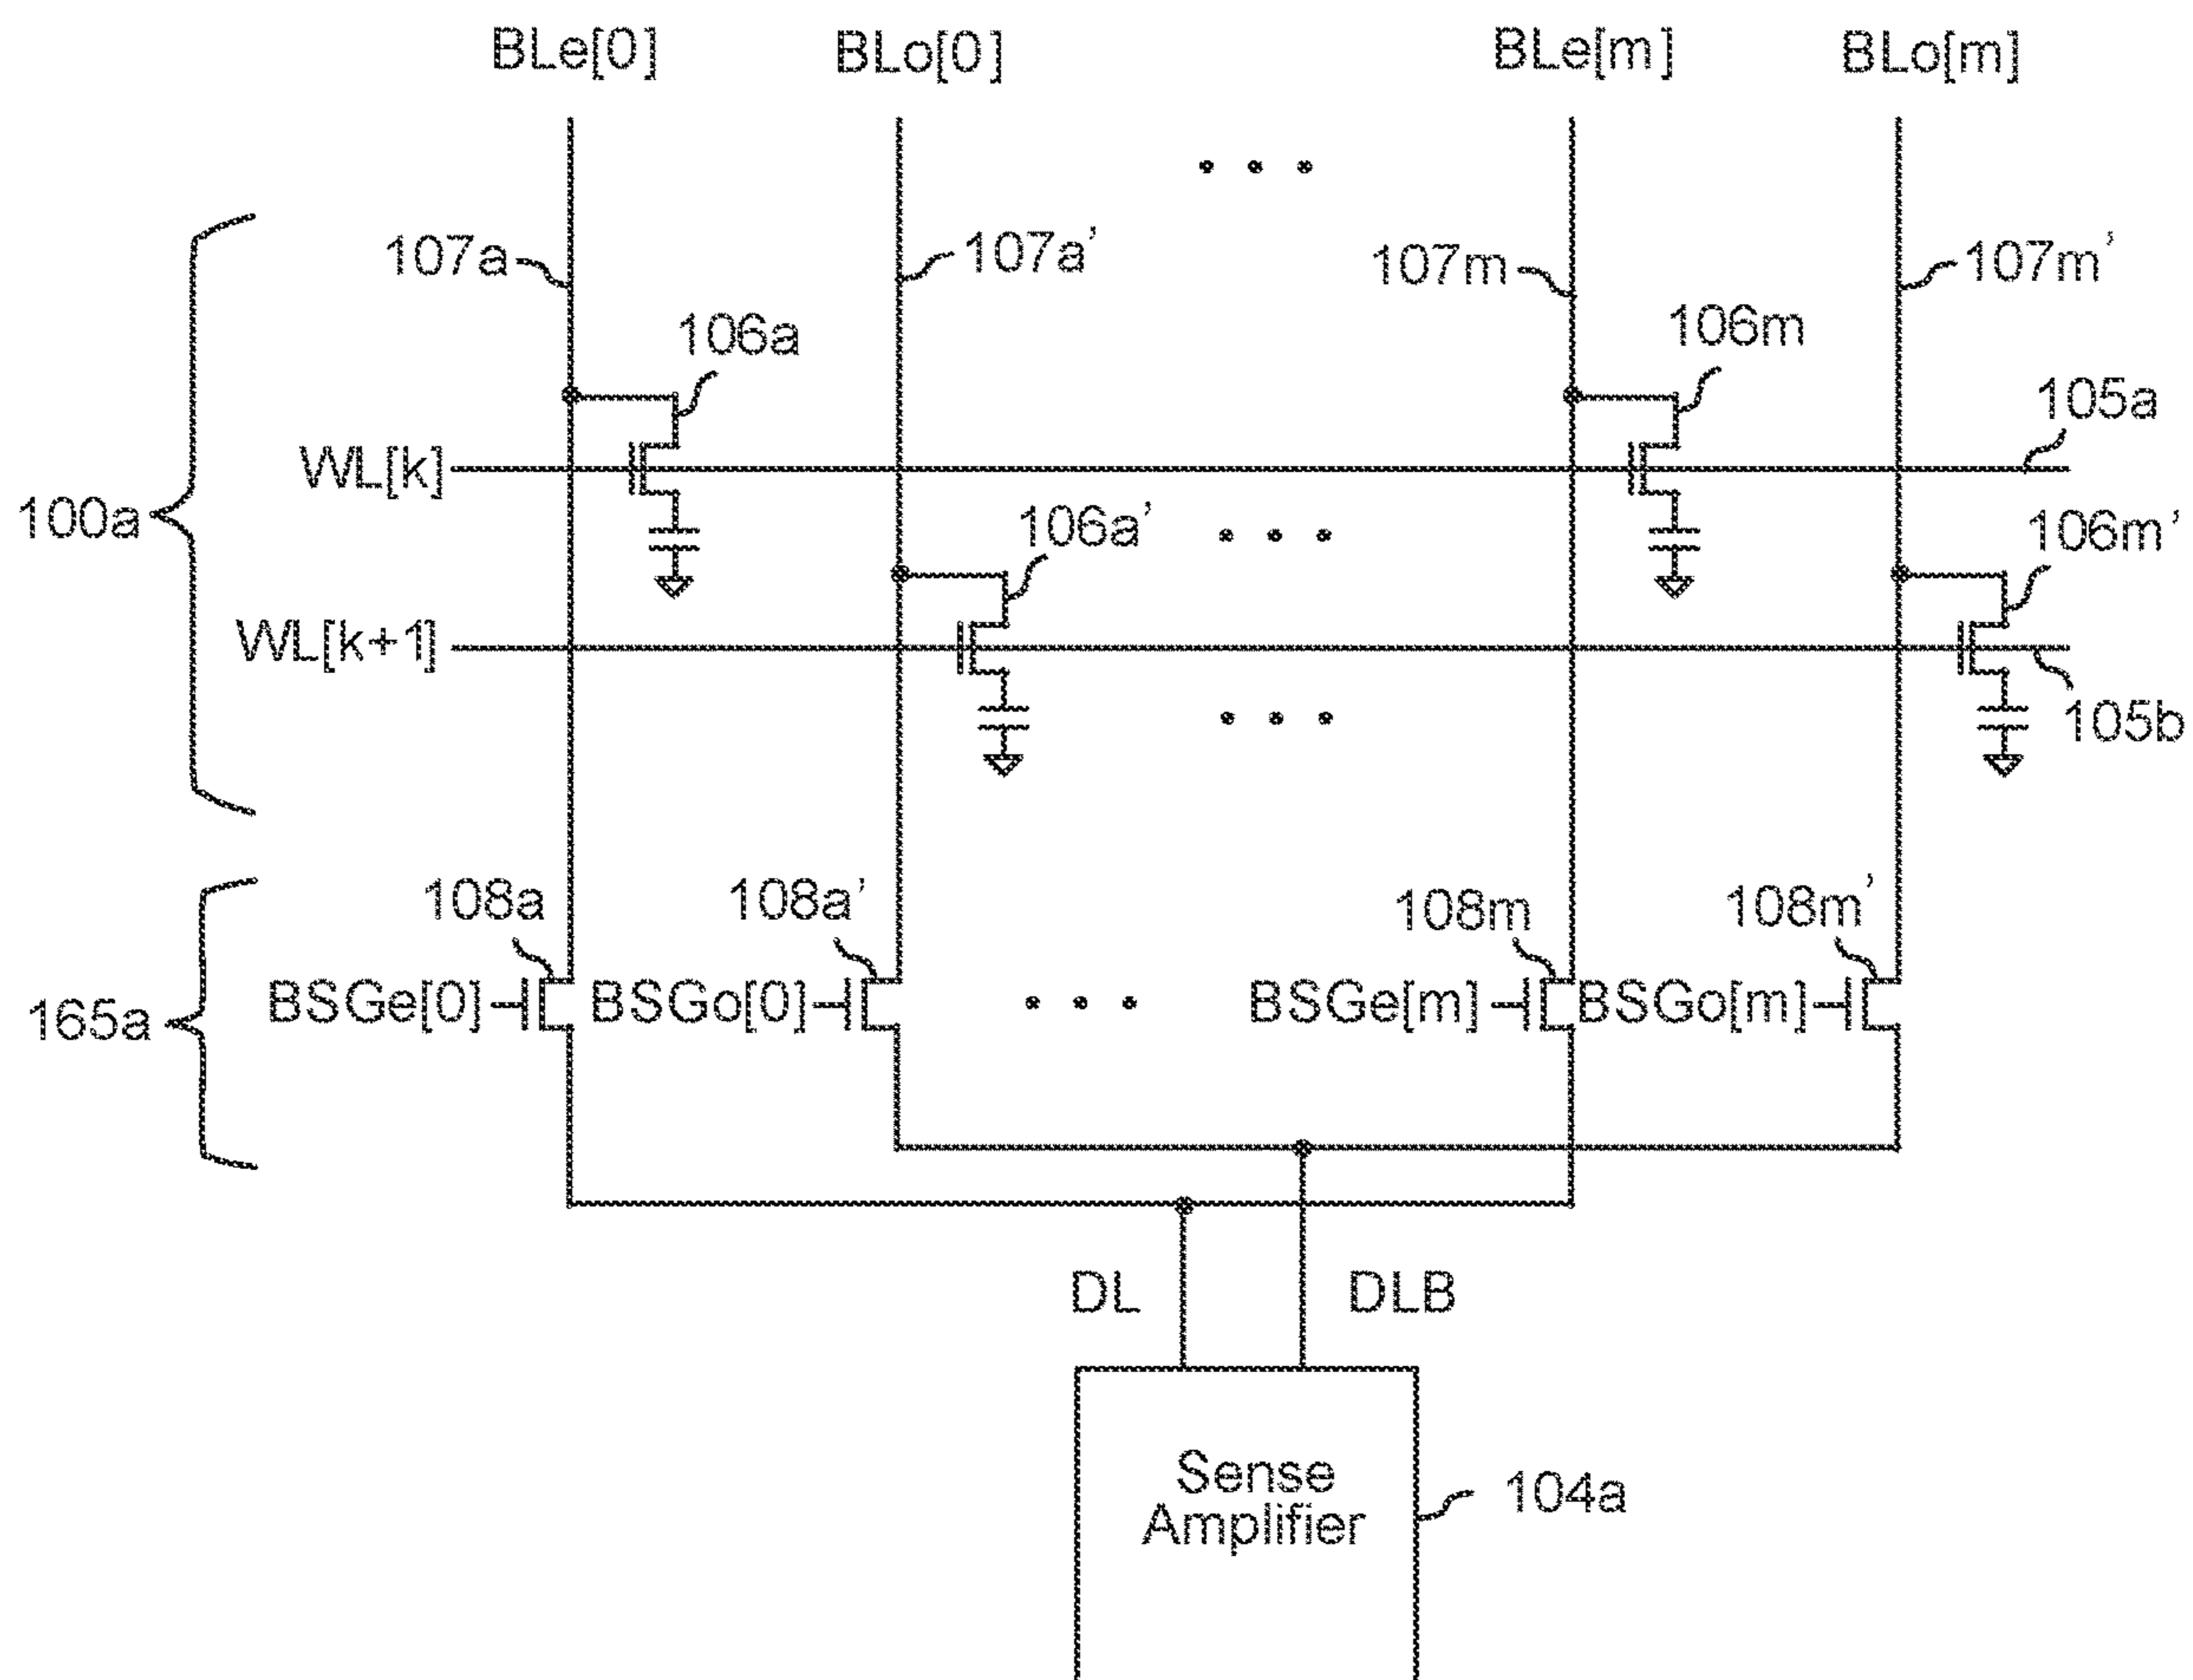 BLe[0] BLo[0] BLe[m] BLo[m]
107a 107a’ 107m 107m’
106a 106m
105a
WL[k]
100a 106a’ 106m’
WL[k+1]
105b
108a 108a’ 108m 108m’
165a BSGe[0] BSGo[0] BSGe[m] BSGo[m]
DL DLB
Sense
Amplifier
104a